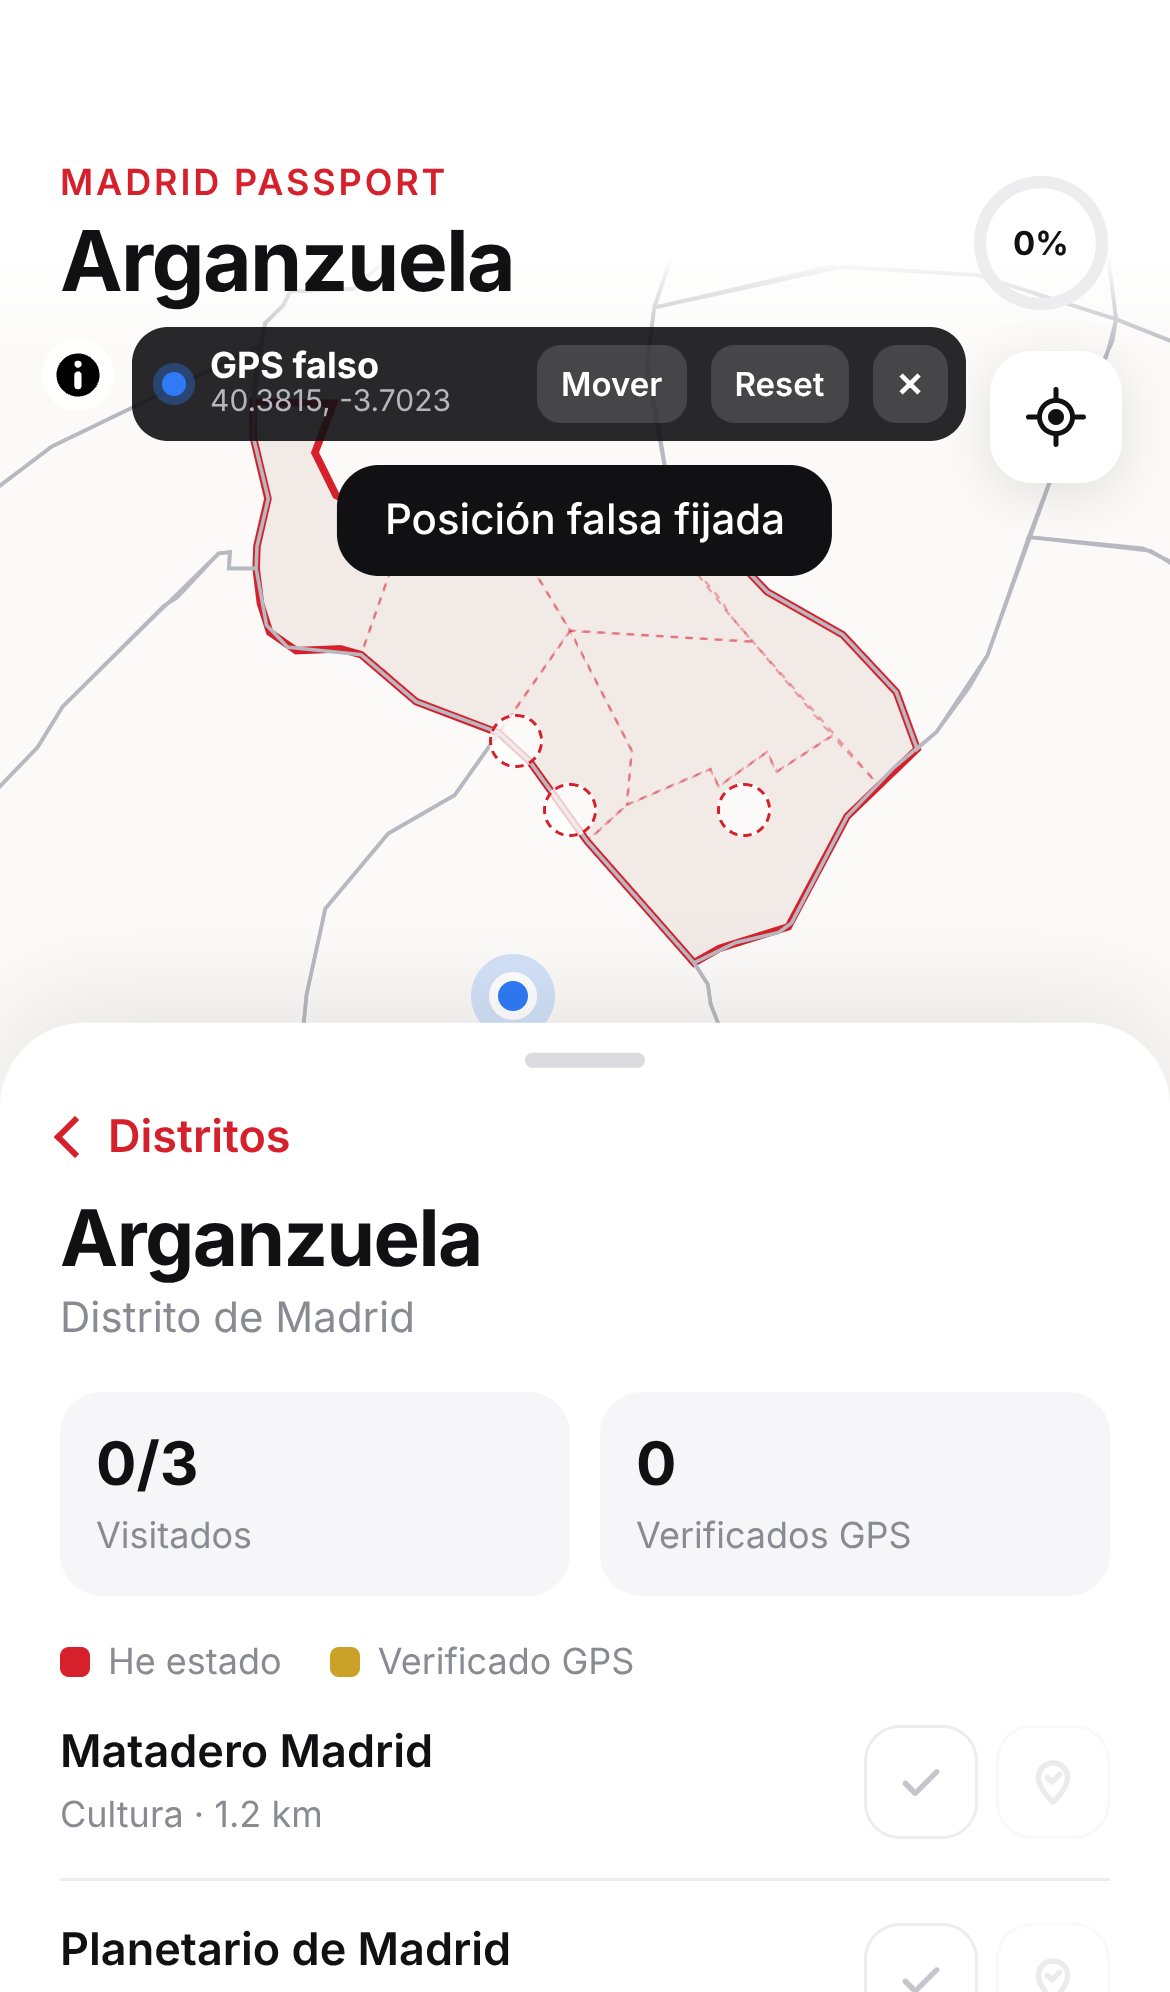 MADRID PASSPORT
Arganzuela
0%
GPS falso
40.3815, -3.7023
Mover
Reset
×
Posición falsa fijada
Distritos
Arganzuela
Distrito de Madrid
0/3
Visitados
0
Verificados GPS
He estado
Verificado GPS
Matadero Madrid
Cultura · 1.2 km
Planetario de Madrid